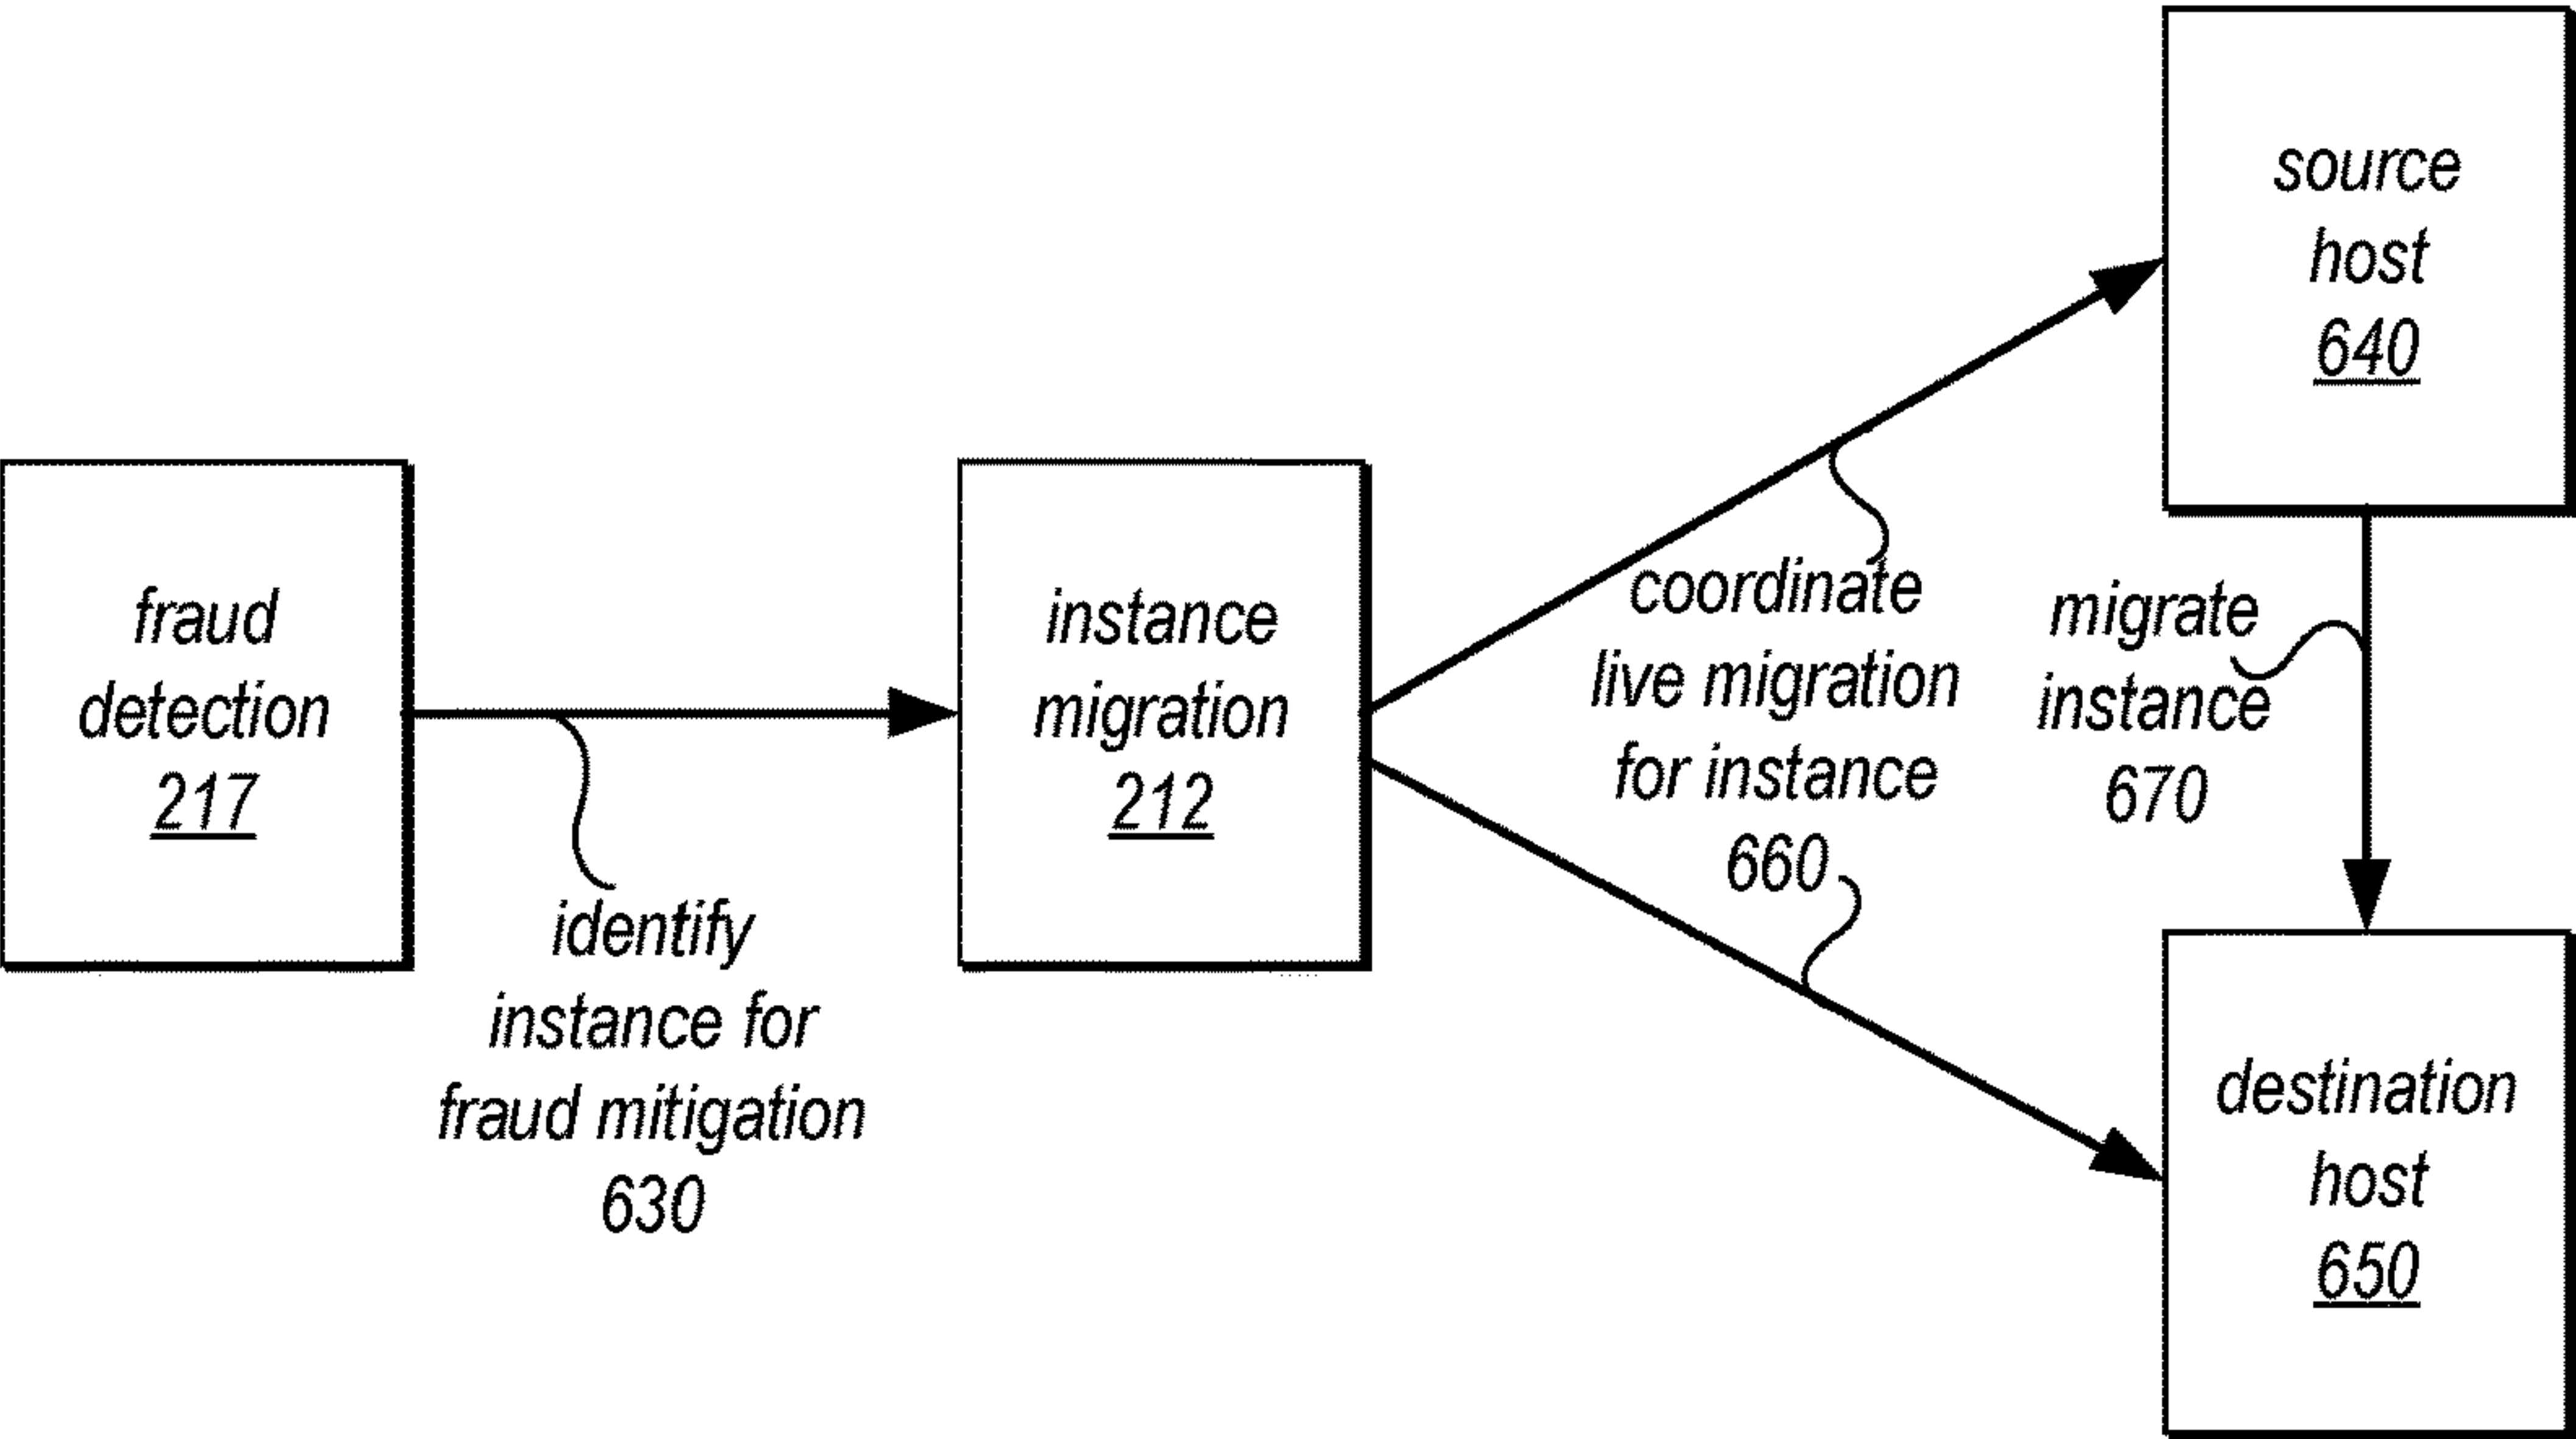 fraud
detection
217
identify
instance for
fraud mitigation
630
instance
migration
212
coordinate
live migration
for instance
660
source
host
640
migrate
instance
670
destination
host
650